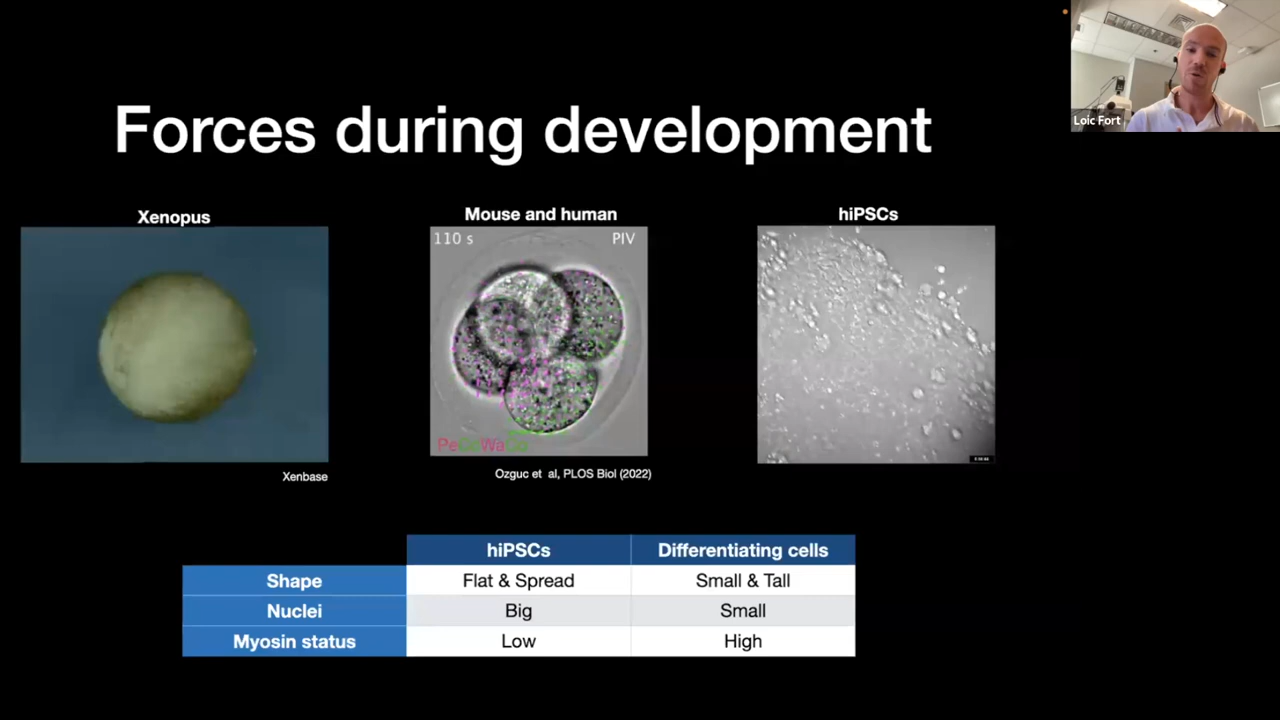 Forces during development
Loic Fort
Xenopus
Mouse and human
hiPSCs
110 s
PIV
PeCoWaCo
Xenbase
Ozguc et al, PLOS Biol (2022)
hiPSCs
Differentiating cells
Shape
Flat & Spread
Small & Tall
Nuclei
Big
Small
Myosin status
Low
High